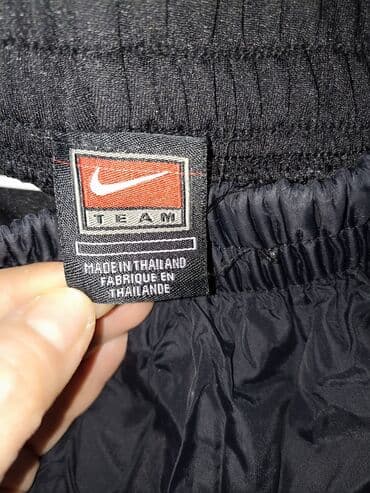 TEAM
MADE IN THAILAND
FABRIQUE EN
THAILANDE